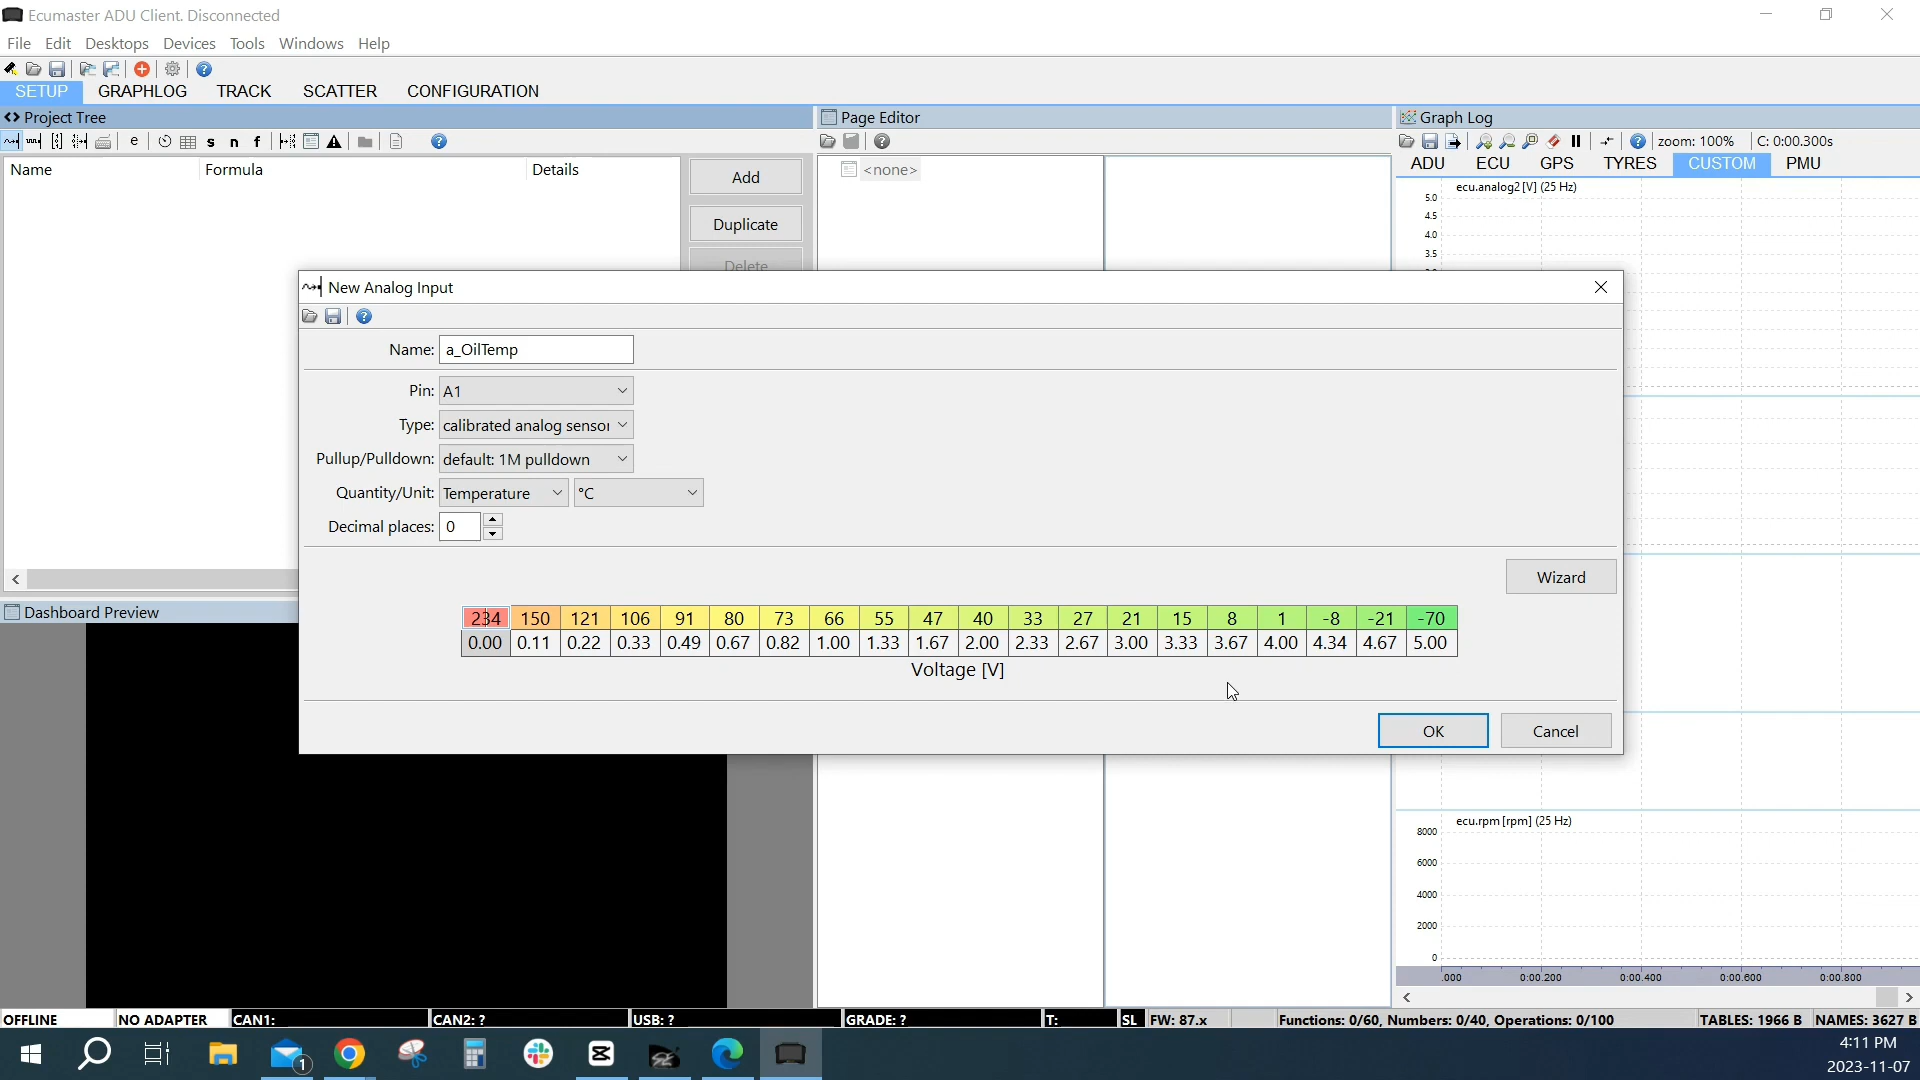 Ecumaster ADU Client. Disconnected
File Edit Desktops Devices Tools Windows Help
SETUP GRAPHLOG TRACK SCATTER CONFIGURATION
Project Tree
e s n f
Name Formula Details
Add
Duplicate
Delete
Page Editor
<none>
Graph Log
zoom: 100% C: 0:00.300s
ADU ECU GPS TYRES CUSTOM PMU
ecu.analog2 [V] (25 Hz)
5.0
4.5
4.0
3.5
New Analog Input
Name: a_OilTemp
Pin: A1
Type: calibrated analog sensor
Pullup/Pulldown: default: 1M pulldown
Quantity/Unit: Temperature °C
Decimal places: 0
Wizard
234 150 121 106 91 80 73 66 55 47 40 33 27 21 15 8 1 -8 -21 -70
0.00 0.11 0.22 0.33 0.49 0.67 0.82 1.00 1.33 1.67 2.00 2.33 2.67 3.00 3.33 3.67 4.00 4.34 4.67 5.00
Voltage [V]
OK Cancel
Dashboard Preview
ecu.rpm [rpm] (25 Hz)
8000
6000
4000
2000
0
.000 0:00.200 0:00.400 0:00.600 0:00.800
OFFLINE NO ADAPTER CAN1: CAN2: ? USB: ? GRADE: ? T: SL FW: 87.x Functions: 0/60, Numbers: 0/40, Operations: 0/100 TABLES: 1966 B NAMES: 3627 B
1
4:11 PM
2023-11-07